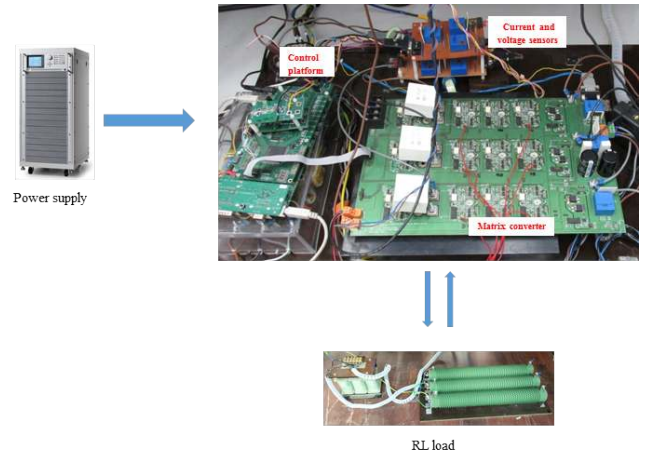 Current and
voltage sensors
Control
platform
Power supply
Matrix converter
RL load